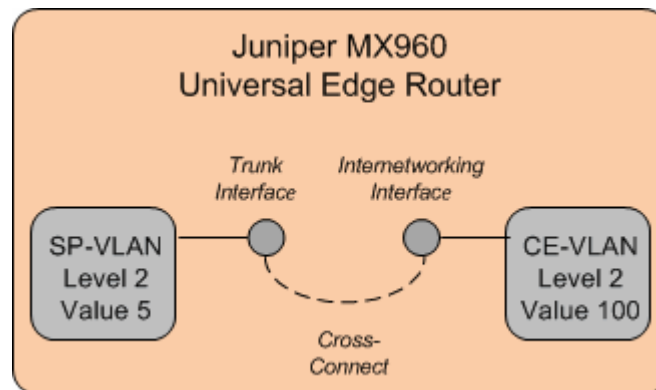 Juniper MX960
Universal Edge Router
Trunk
Interface
Internetworking
Interface
SP-VLAN
Level 2
Value 5
CE-VLAN
Level 2
Value 100
Cross-
Connect